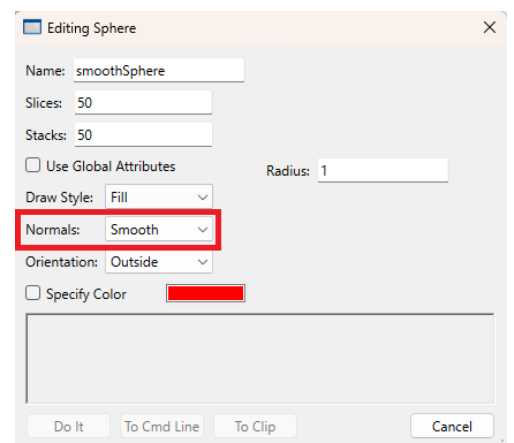 Editing Sphere
Name: smoothSphere
Slices: 50
Stacks: 50
Use Global Attributes Radius: 1
Draw Style: Fill
Normals: Smooth
Orientation: Outside
Specify Color
Do It To Cmd Line To Clip Cancel